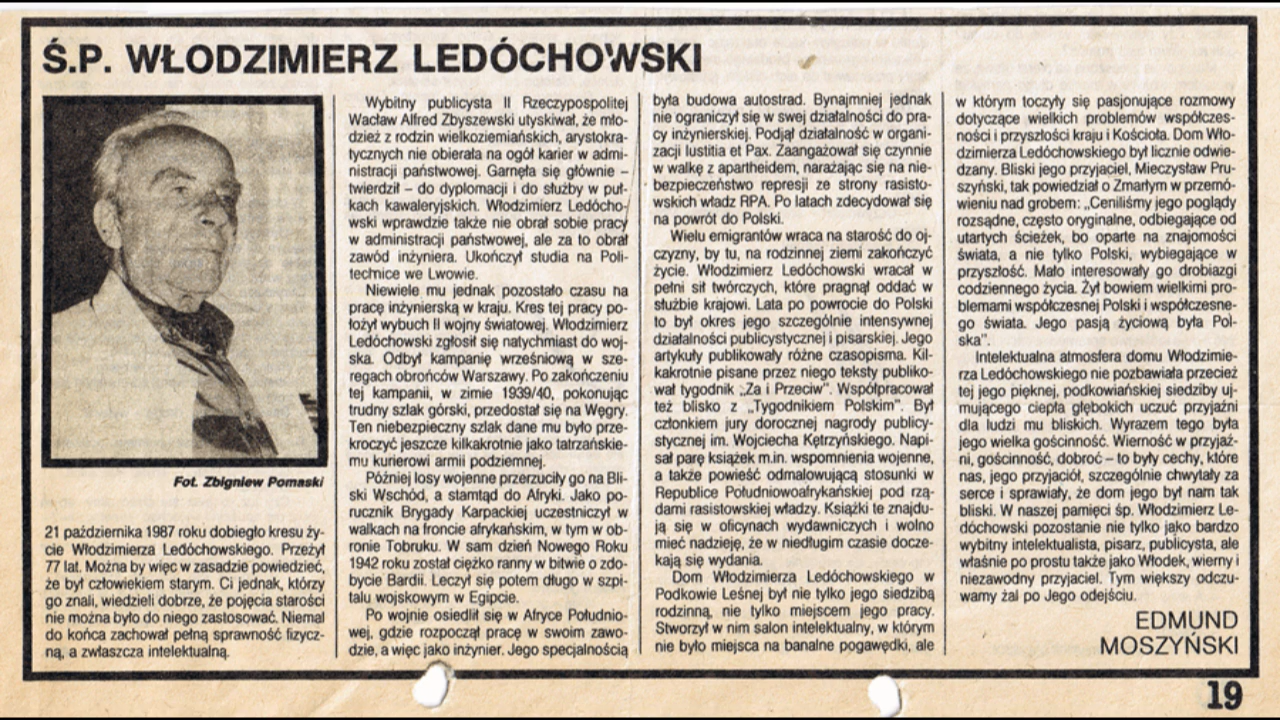 Ś.P. WŁODZIMIERZ LEDÓCHOWSKI
Fot. Zbigniew Pomaski
21 października 1987 roku dobiegło kresu ży-
cie Włodzimierza Ledóchowskiego. Przeżył
77 lat. Można by więc w zasadzie powiedzieć,
że był człowiekiem starym. Ci jednak, którzy
go znali, wiedzieli dobrze, że pojęcia starości
nie można było do niego zastosować. Niemal
do końca zachował pełną sprawność fizycz-
ną, a zwłaszcza intelektualną.
Wybitny publicysta II Rzeczypospolitej
Wacław Alfred Zbyszewski utyskiwał, że mło-
dzież z rodzin wielkoziemiańskich, arystokra-
tycznych nie obierała na ogół karier w admi-
nistracji państwowej. Garnęła się głównie –
twierdził – do dyplomacji i do służby w puł-
kach kawaleryjskich. Włodzimierz Ledócho-
wski wprawdzie także nie obrał sobie pracy
w administracji państwowej, ale za to obrał
zawód inżyniera. Ukończył studia na Poli-
technice we Lwowie.
Niewiele mu jednak pozostało czasu na
pracę inżynierską w kraju. Kres tej pracy po-
łożył wybuch II wojny światowej. Włodzimierz
Ledóchowski zgłosił się natychmiast do woj-
ska. Odbył kampanię wrześniową w sze-
regach obrońców Warszawy. Po zakończeniu
tej kampanii, w zimie 1939/40, pokonując
trudny szlak górski, przedostał się na Węgry.
Ten niebezpieczny szlak dane mu było prze-
kroczyć jeszcze kilkakrotnie jako tatrzańskie-
mu kurierowi armii podziemnej.
Później losy wojenne przerzuciły go na Bli-
ski Wschód, a stamtąd do Afryki. Jako po-
rucznik Brygady Karpackiej uczestniczył w
walkach na froncie afrykańskim, w tym w ob-
ronie Tobruku. W sam dzień Nowego Roku
1942 roku został ciężko ranny w bitwie o zdo-
bycie Bardii. Leczył się potem długo w szpi-
talu wojskowym w Egipcie.
Po wojnie osiedlił się w Afryce Południo-
wej, gdzie rozpoczął pracę w swoim zawo-
dzie, a więc jako inżynier. Jego specjalnością
była budowa autostrad. Bynajmniej jednak
nie ograniczył się w swej działalności do pra-
cy inżynierskiej. Podjął działalność w organi-
zacji Iustitia et Pax. Zaangażował się czynnie
w walkę z apartheidem, narażając się na nie-
bezpieczeństwo represji ze strony rasisto-
wskich władz RPA. Po latach zdecydował się
na powrót do Polski.
Wielu emigrantów wraca na starość do oj-
czyzny, by tu, na rodzinnej ziemi zakończyć
życie. Włodzimierz Ledóchowski wracał w
pełni sił twórczych, które pragnął oddać w
służbie krajowi. Lata po powrocie do Polski
to był okres jego szczególnie intensywnej
działalności publicystycznej i pisarskiej. Jego
artykuły publikowały różne czasopisma. Kil-
kakrotnie pisane przez niego teksty publiko-
wał tygodnik „Za i Przeciw". Współpracował
też blisko z „Tygodnikiem Polskim". Był
członkiem jury dorocznej nagrody publicy-
stycznej im. Wojciecha Kętrzyńskiego. Napi-
sał parę książek m.in. wspomnienia wojenne,
a także powieść odmalowującą stosunki w
Republice Południowoafrykańskiej pod rzą-
dami rasistowskiej władzy. Książki te znajdu-
ją się w oficynach wydawniczych i wolno
mieć nadzieję, że w niedługim czasie docze-
kają się wydania.
Dom Włodzimierza Ledóchowskiego w
Podkowie Leśnej był nie tylko jego siedzibą
rodzinną, nie tylko miejscem jego pracy.
Stworzył w nim salon intelektualny, w którym
nie było miejsca na banalne pogawędki, ale
w którym toczyły się pasjonujące rozmowy
dotyczące wielkich problemów współczes-
ności i przyszłości kraju i Kościoła. Dom Wło-
dzimierza Ledóchowskiego był licznie odwie-
dzany. Bliski jego przyjaciel, Mieczysław Pru-
szyński, tak powiedział o Zmarłym w przemó-
wieniu nad grobem: „Ceniliśmy jego poglądy
rozsądne, często oryginalne, odbiegające od
utartych ścieżek, bo oparte na znajomości
świata, a nie tylko Polski, wybiegające w
przyszłość. Mało interesowały go drobiazgi
codziennego życia. Żył bowiem wielkimi pro-
blemami współczesnej Polski i współczesne-
go świata. Jego pasją życiową była Pol-
ska".
Intelektualna atmosfera domu Włodzimie-
rza Ledóchowskiego nie pozbawiała przecież
tej jego pięknej, podkowiańskiej siedziby uj-
mującego ciepła głębokich uczuć przyjaźni
dla ludzi mu bliskich. Wyrazem tego była
jego wielka gościnność. Wierność w przyjaź-
ni, gościnność, dobroć – to były cechy, które
nas, jego przyjaciół, szczególnie chwytały za
serce i sprawiały, że dom jego był nam tak
bliski. W naszej pamięci śp. Włodzimierz Le-
dóchowski pozostanie nie tylko jako bardzo
wybitny intelektualista, pisarz, publicysta, ale
właśnie po prostu także jako Włodek, wierny i
niezawodny przyjaciel. Tym większy odczu-
wamy żal po Jego odejściu.
EDMUND
MOSZYŃSKI
19